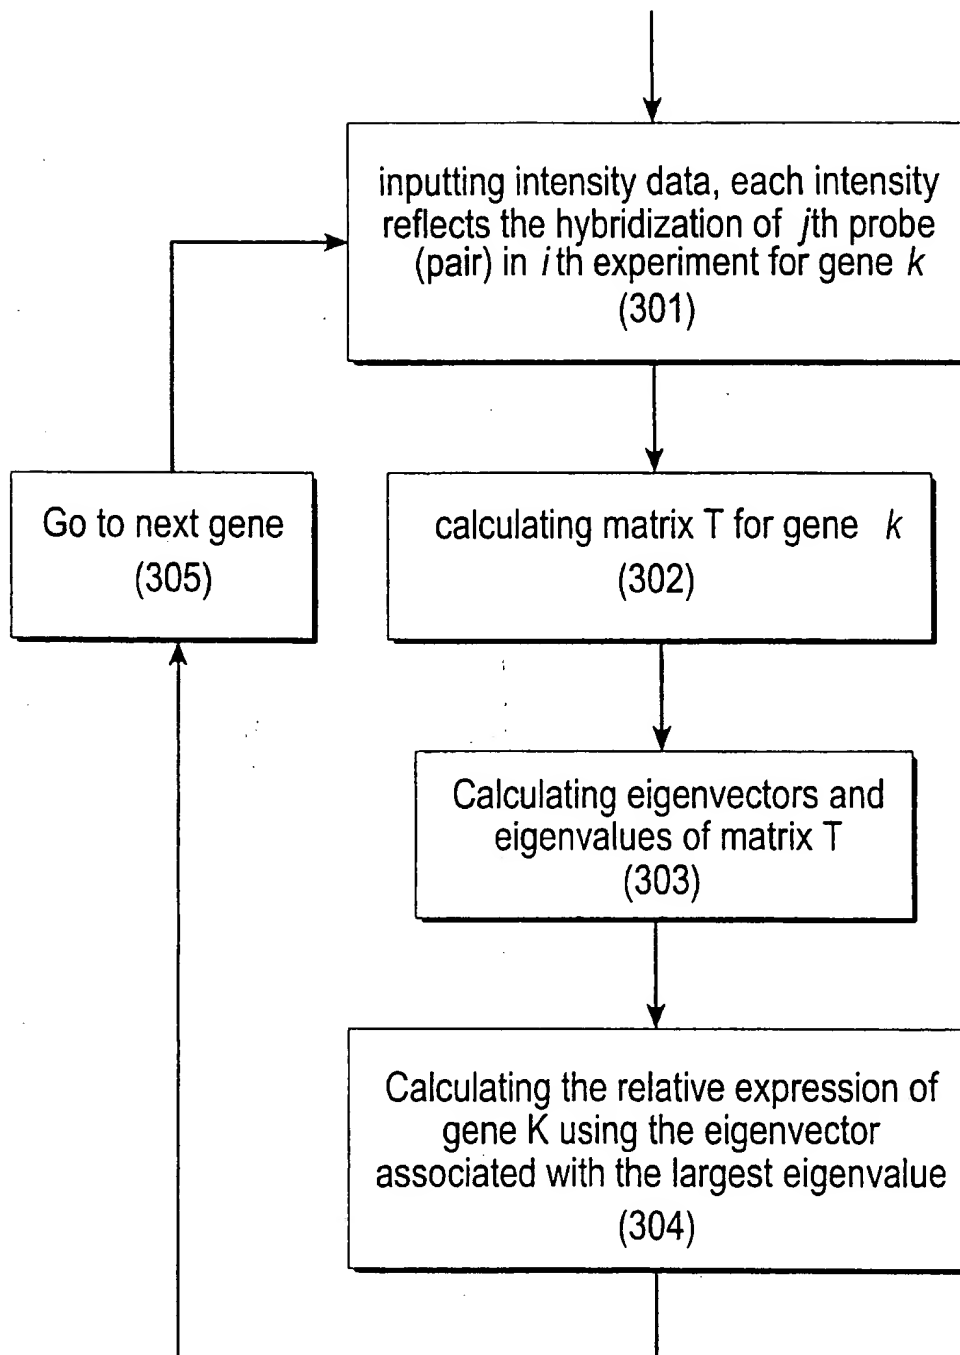 inputting intensity data, each intensity
reflects the hybridization of jth probe
(pair) in ith experiment for gene k
(301)
Go to next gene
(305)
calculating matrix T for gene k
(302)
Calculating eigenvectors and
eigenvalues of matrix T
(303)
Calculating the relative expression of
gene K using the eigenvector
associated with the largest eigenvalue
(304)